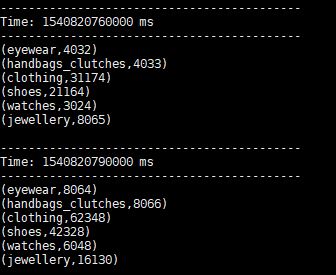 -------------------------------------------
Time: 1540820760000 ms
-------------------------------------------
(eyewear,4032)
(handbags_clutches,4033)
(clothing,31174)
(shoes,21164)
(watches,3024)
(jewellery,8065)
-------------------------------------------
Time: 1540820790000 ms
-------------------------------------------
(eyewear,8064)
(handbags_clutches,8066)
(clothing,62348)
(shoes,42328)
(watches,6048)
(jewellery,16130)